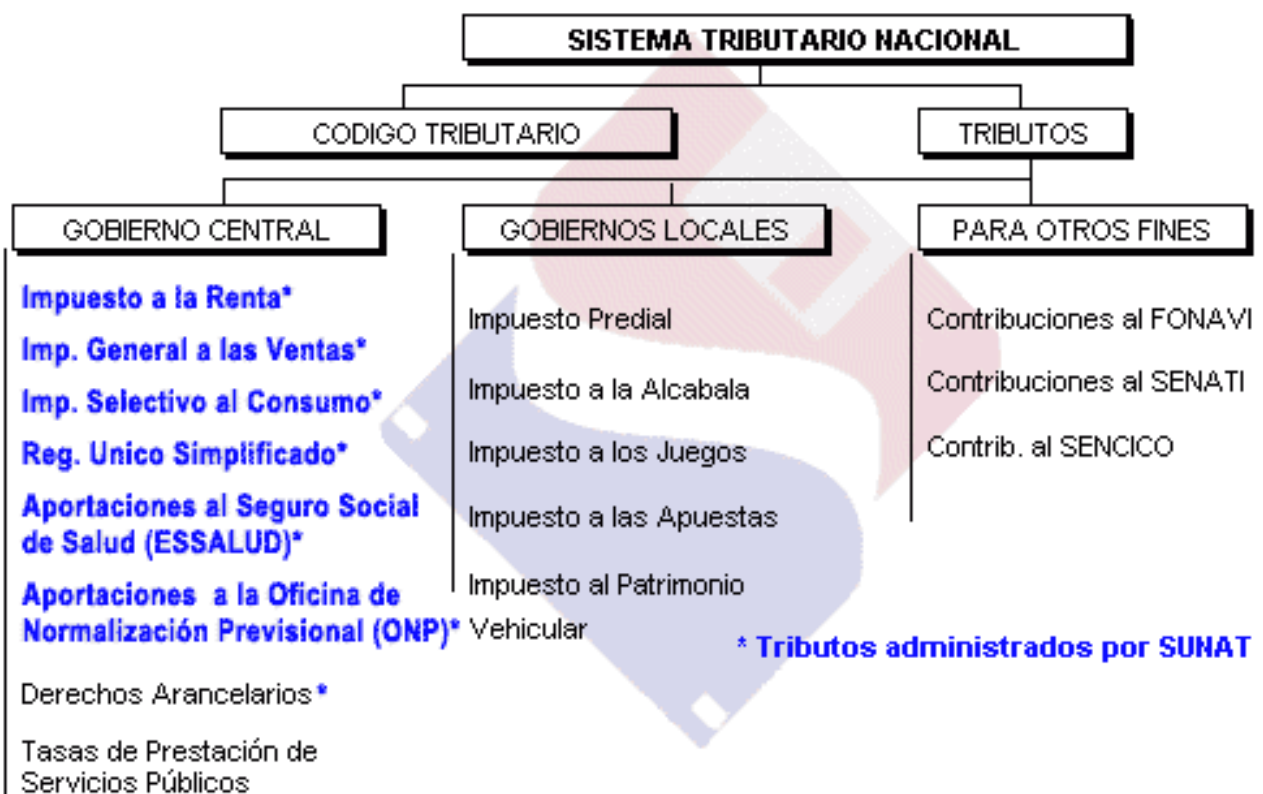 SISTEMA TRIBUTARIO NACIONAL
CODIGO TRIBUTARIO
TRIBUTOS
GOBIERNO CENTRAL
Impuesto a la Renta*
Imp. General a las Ventas*
Imp. Selectivo al Consumo*
Reg. Unico Simplificado*
Aportaciones al Seguro Social
de Salud (ESSALUD)*
Aportaciones a la Oficina de
Normalización Previsional (ONP)*
Derechos Arancelarios*
Tasas de Prestación de
Servicios Públicos
GOBIERNOS LOCALES
Impuesto Predial
Impuesto a la Alcabala
Impuesto a los Juegos
Impuesto a las Apuestas
Impuesto al Patrimonio
Vehicular
PARA OTROS FINES
Contribuciones al FONAVI
Contribuciones al SENATI
Contrib. al SENCICO
* Tributos administrados por SUNAT